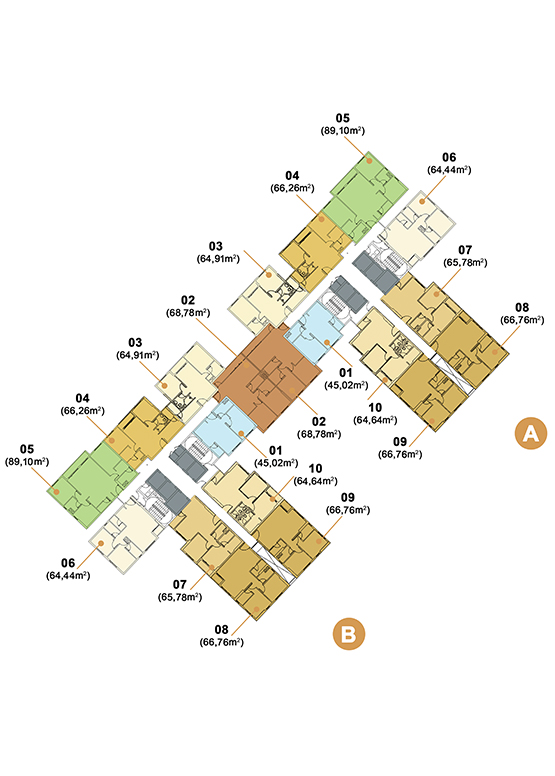 05
(89,10m²)
06
(64,44m²)
04
(66,26m²)
03
(64,91m²)
07
(65,78m²)
02
(68,78m²)
08
(66,76m²)
03
(64,91m²)
01
(45,02m²)
04
(66,26m²)
10
(64,64m²)
02
(68,78m²)
09
(66,76m²)
A
05
(89,10m²)
01
(45,02m²)
10
(64,64m²)
09
(66,76m²)
06
(64,44m²)
07
(65,78m²)
08
(66,76m²)
B